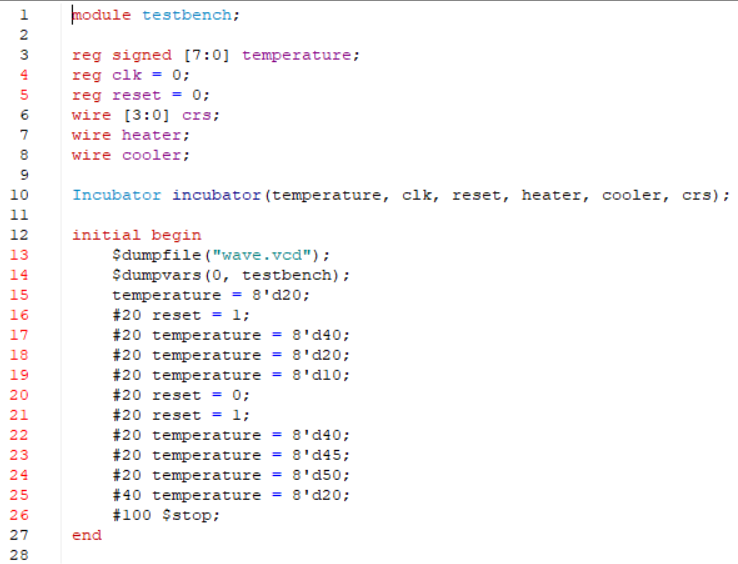 1 module testbench;
2
3 reg signed [7:0] temperature;
4 reg clk = 0;
5 reg reset = 0;
6 wire [3:0] crs;
7 wire heater;
8 wire cooler;
9
10 Incubator incubator(temperature, clk, reset, heater, cooler, crs);
11
12 initial begin
13     $dumpfile("wave.vcd");
14     $dumpvars(0, testbench);
15     temperature = 8'd20;
16     #20 reset = 1;
17     #20 temperature = 8'd40;
18     #20 temperature = 8'd20;
19     #20 temperature = 8'd10;
20     #20 reset = 0;
21     #20 reset = 1;
22     #20 temperature = 8'd40;
23     #20 temperature = 8'd45;
24     #20 temperature = 8'd50;
25     #40 temperature = 8'd20;
26     #100 $stop;
27 end
28